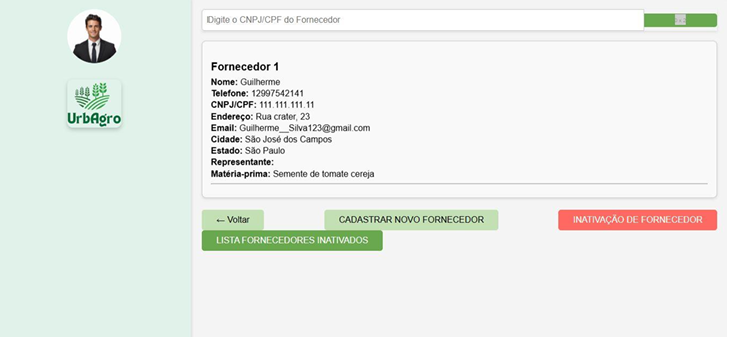 Digite o CNPJ/CPF do Fornecedor
UrbAgro
Fornecedor 1
Nome: Guilherme
Telefone: 12997542141
CNPJ/CPF: 111.111.111.11
Endereço: Rua crater, 23
Email: Guilherme__Silva123@gmail.com
Cidade: São José dos Campos
Estado: São Paulo
Representante:
Matéria-prima: Semente de tomate cereja
← Voltar
CADASTRAR NOVO FORNECEDOR
INATIVAÇÃO DE FORNECEDOR
LISTA FORNECEDORES INATIVADOS